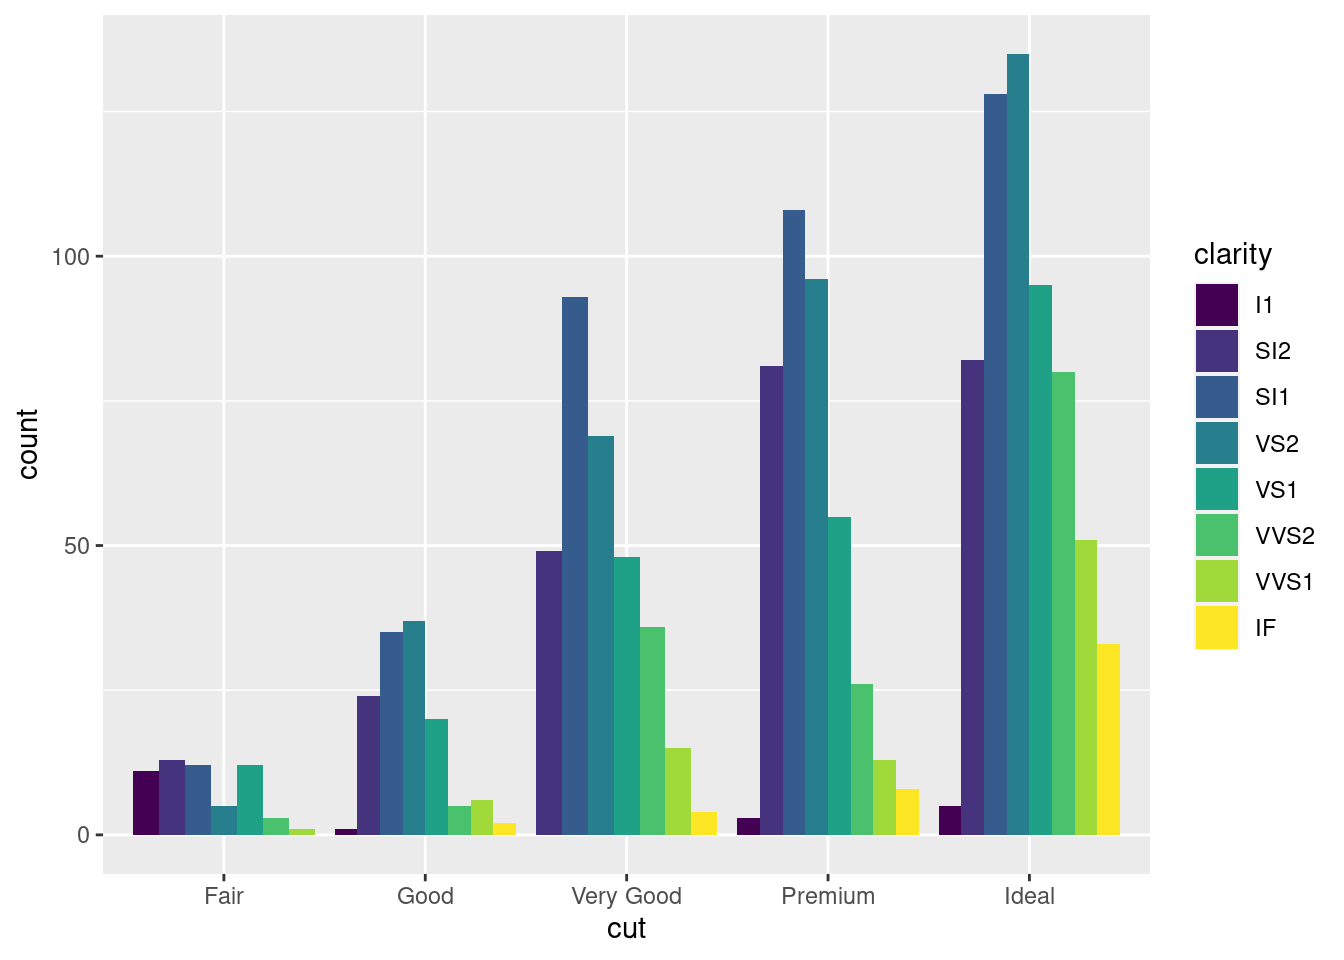 100
50
0
count
Fair Good Very Good Premium Ideal
cut
clarity
I1
SI2
SI1
VS2
VS1
VVS2
VVS1
IF